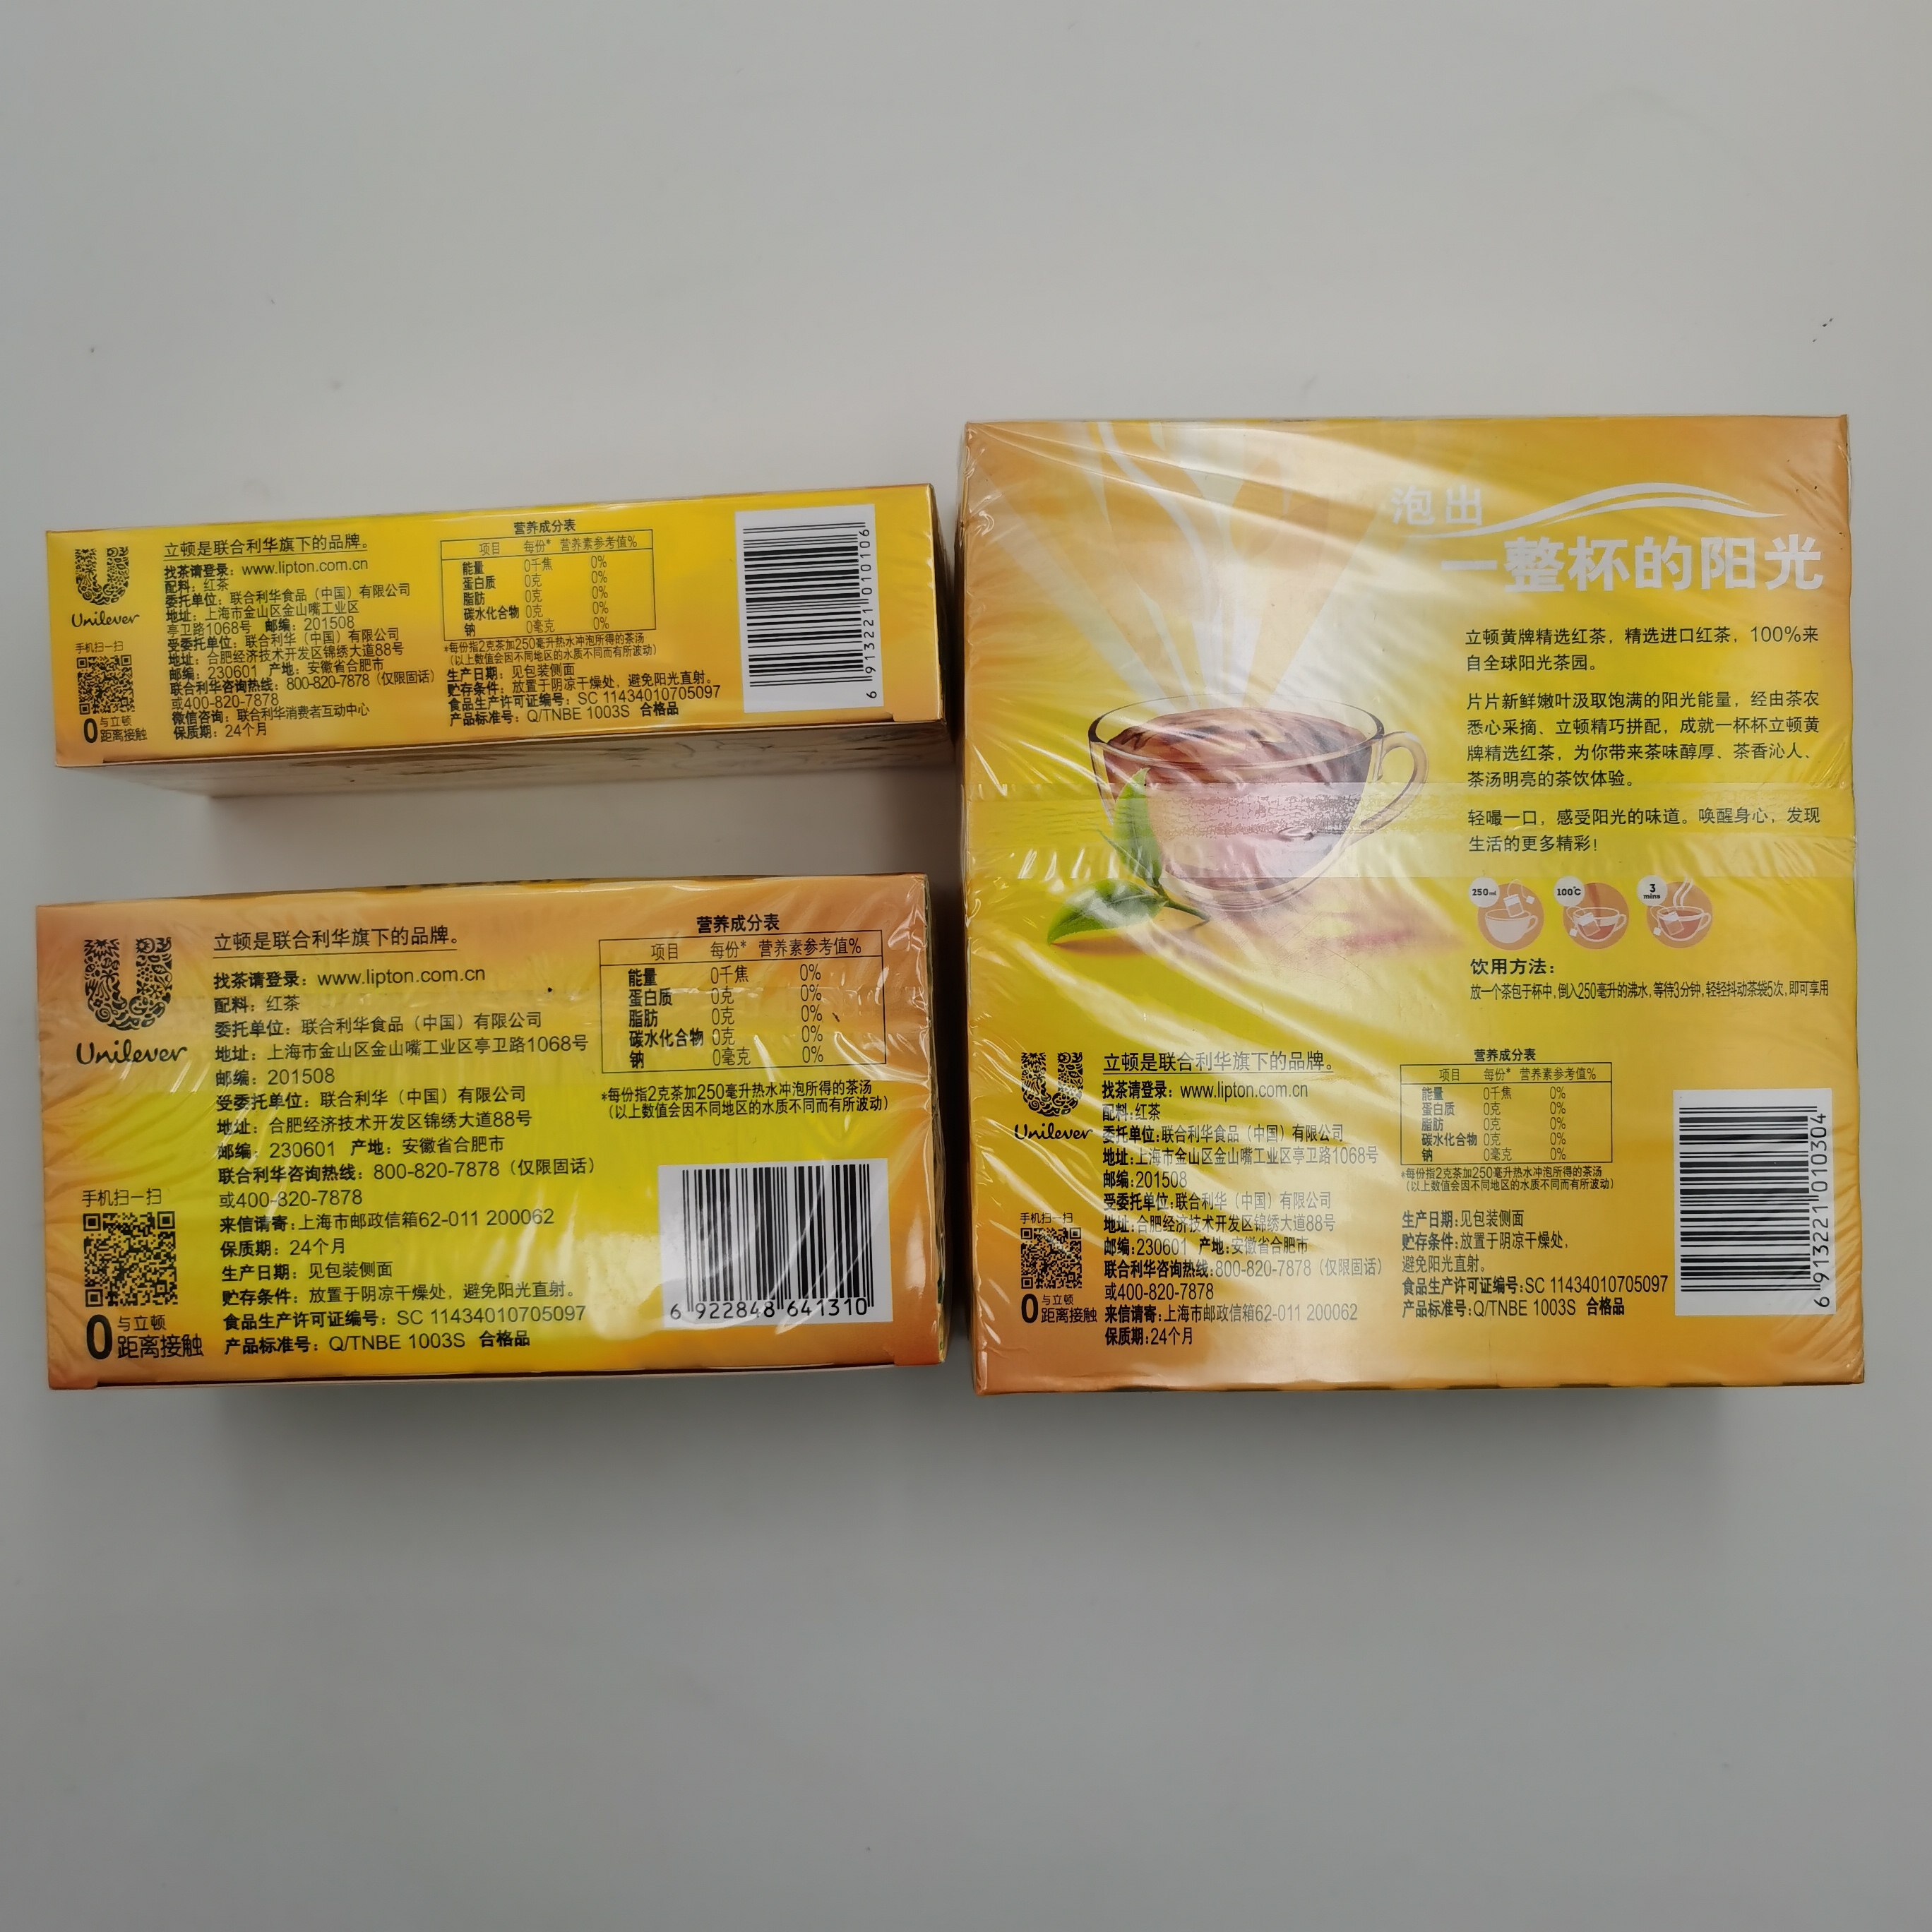 Unilever
手机扫一扫
0与立顿
距离接触
立顿是联合利华旗下的品牌。
找茶请登录：www.lipton.com.cn
配料：红茶
委托单位：联合利华食品（中国）有限公司
地址：上海市金山区金山嘴工业区
亭卫路1068号 邮编：201508
受委托单位：联合利华（中国）有限公司
地址：合肥经济技术开发区锦绣大道88号
邮编：230601 产地：安徽省合肥市
联合利华咨询热线：800-820-7878（仅限固话）
或400-820-7878
微信咨询：联合利华消费者互动中心
保质期：24个月
营养成分表
项目 每份* 营养素参考值%
能量 0千焦 0%
蛋白质 0克 0%
脂肪 0克 0%
碳水化合物 0克 0%
钠 0毫克 0%
*每份指2克茶加250毫升热水冲泡所得的茶汤
（以上数值会因不同地区的水质不同而有所波动）
生产日期：见包装侧面
贮存条件：放置于阴凉干燥处，避免阳光直射。
食品生产许可证编号：SC 11434010705097
产品标准号：Q/TNBE 1003S 合格品
6 913221 010106
Unilever
手机扫一扫
0与立顿
距离接触
立顿是联合利华旗下的品牌。
找茶请登录：www.lipton.com.cn
配料：红茶
委托单位：联合利华食品（中国）有限公司
地址：上海市金山区金山嘴工业区亭卫路1068号
邮编：201508
受委托单位：联合利华（中国）有限公司
地址：合肥经济技术开发区锦绣大道88号
邮编：230601 产地：安徽省合肥市
联合利华咨询热线：800-820-7878（仅限固话）
或400-820-7878
来信请寄：上海市邮政信箱62-011 200062
保质期：24个月
生产日期：见包装侧面
贮存条件：放置于阴凉干燥处，避免阳光直射。
食品生产许可证编号：SC 11434010705097
产品标准号：Q/TNBE 1003S 合格品
营养成分表
项目 每份* 营养素参考值%
能量 0千焦 0%
蛋白质 0克 0%
脂肪 0克 0%
碳水化合物 0克 0%
钠 0毫克 0%
*每份指2克茶加250毫升热水冲泡所得的茶汤
（以上数值会因不同地区的水质不同而有所波动）
6 922848 641310
泡出
一整杯的阳光
立顿黄牌精选红茶，精选进口红茶，100%来
自全球阳光茶园。
片片新鲜嫩叶汲取饱满的阳光能量，经由茶农
悉心采摘、立顿精巧拼配，成就一杯杯立顿黄
牌精选红茶，为你带来茶味醇厚、茶香沁人、
茶汤明亮的茶饮体验。
轻嘬一口，感受阳光的味道。唤醒身心，发现
生活的更多精彩！
250ml 100℃ 3 mins
饮用方法：
放一个茶包于杯中，倒入250毫升的沸水，等待3分钟，轻轻抖动茶袋5次，即可享用
Unilever
手机扫一扫
0与立顿
距离接触
立顿是联合利华旗下的品牌。
找茶请登录：www.lipton.com.cn
配料：红茶
委托单位：联合利华食品（中国）有限公司
地址：上海市金山区金山嘴工业区亭卫路1068号
邮编：201508
受委托单位：联合利华（中国）有限公司
地址：合肥经济技术开发区锦绣大道88号
邮编：230601 产地：安徽省合肥市
联合利华咨询热线：800-820-7878（仅限固话）
或400-820-7878
来信请寄：上海市邮政信箱62-011 200062
保质期：24个月
营养成分表
项目 每份* 营养素参考值%
能量 0千焦 0%
蛋白质 0克 0%
脂肪 0克 0%
碳水化合物 0克 0%
钠 0毫克 0%
*每份指2克茶加250毫升热水冲泡所得的茶汤
（以上数值会因不同地区的水质不同而有所波动）
生产日期：见包装侧面
贮存条件：放置于阴凉干燥处，
避免阳光直射。
食品生产许可证编号：SC 11434010705097
产品标准号：Q/TNBE 1003S 合格品
6 913221 010304